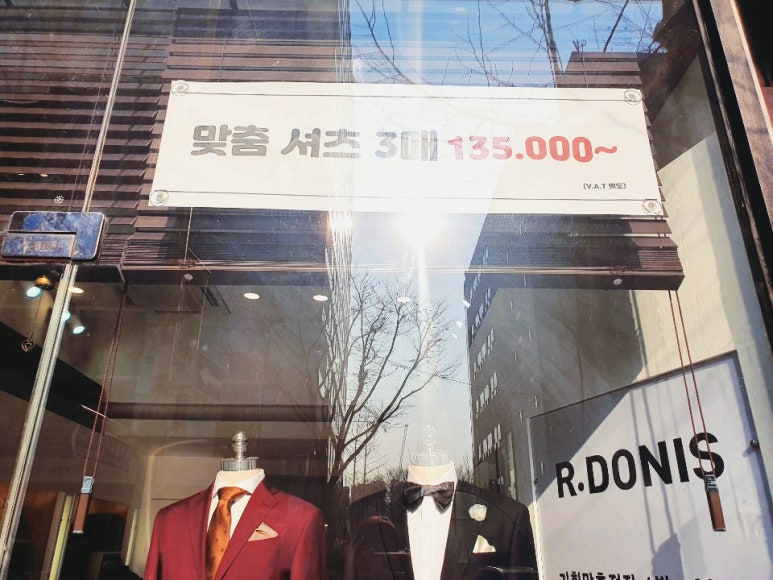 맞춤 셔츠 3매 135.000~
(V.A.T 별도)
R.DONIS